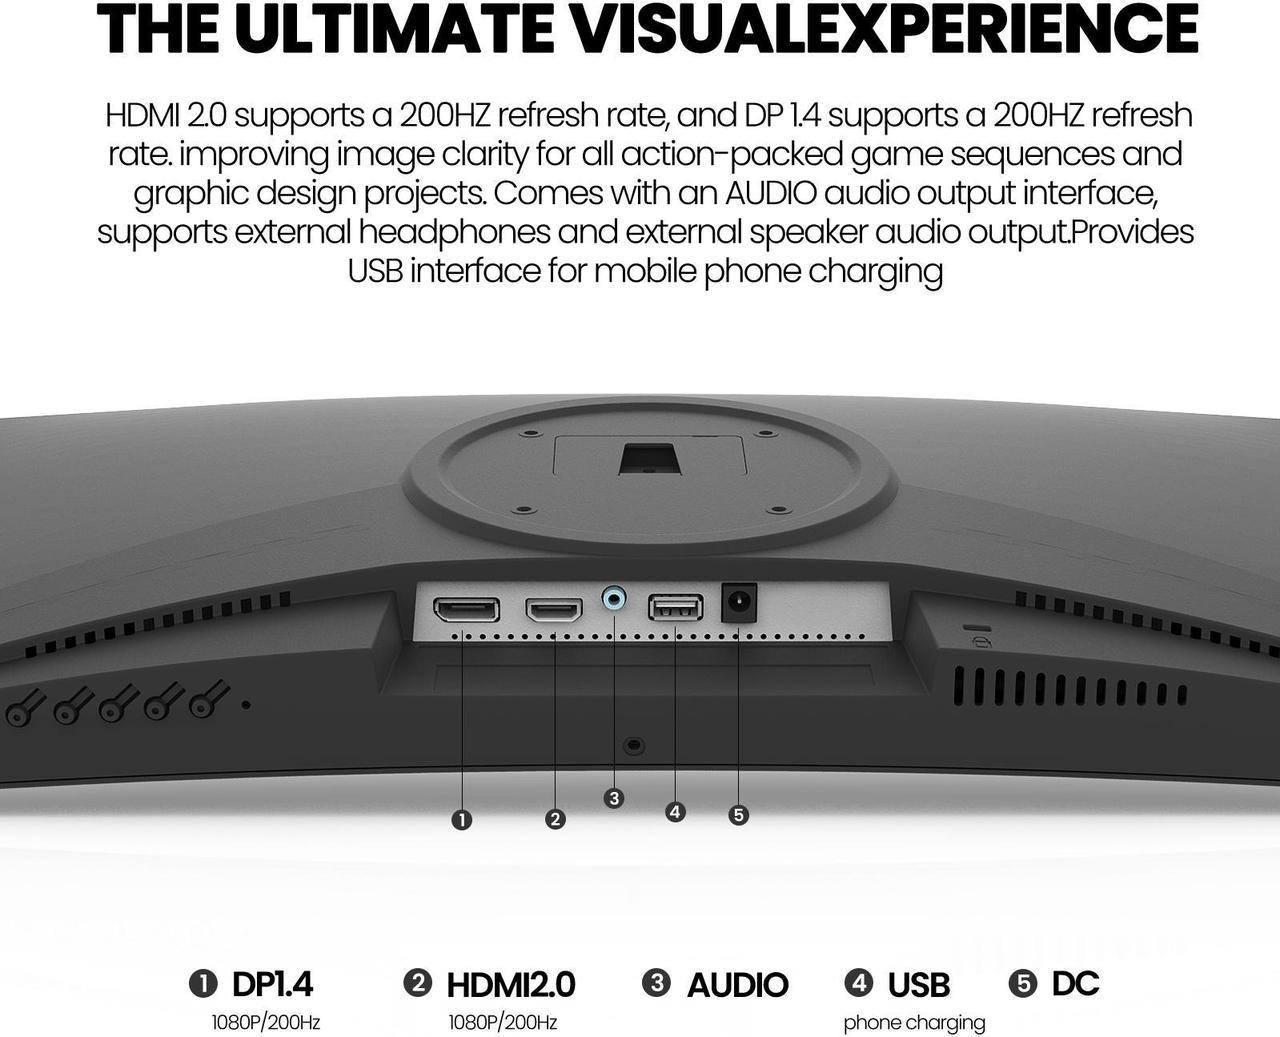 THE ULTIMATE VISUALEXPERIENCE
HDMI 2.0 supports a 200HZ refresh rate, and DP 1.4 supports a 200HZ refresh
rate. improving image clarity for all action-packed game sequences and
graphic design projects. Comes with an AUDIO audio output interface,
supports external headphones and external speaker audio output.Provides
USB interface for mobile phone charging
1 2 3 4 5
1 DP1.4 2 HDMI2.0 3 AUDIO 4 USB 5 DC
1080P/200Hz 1080P/200Hz phone charging